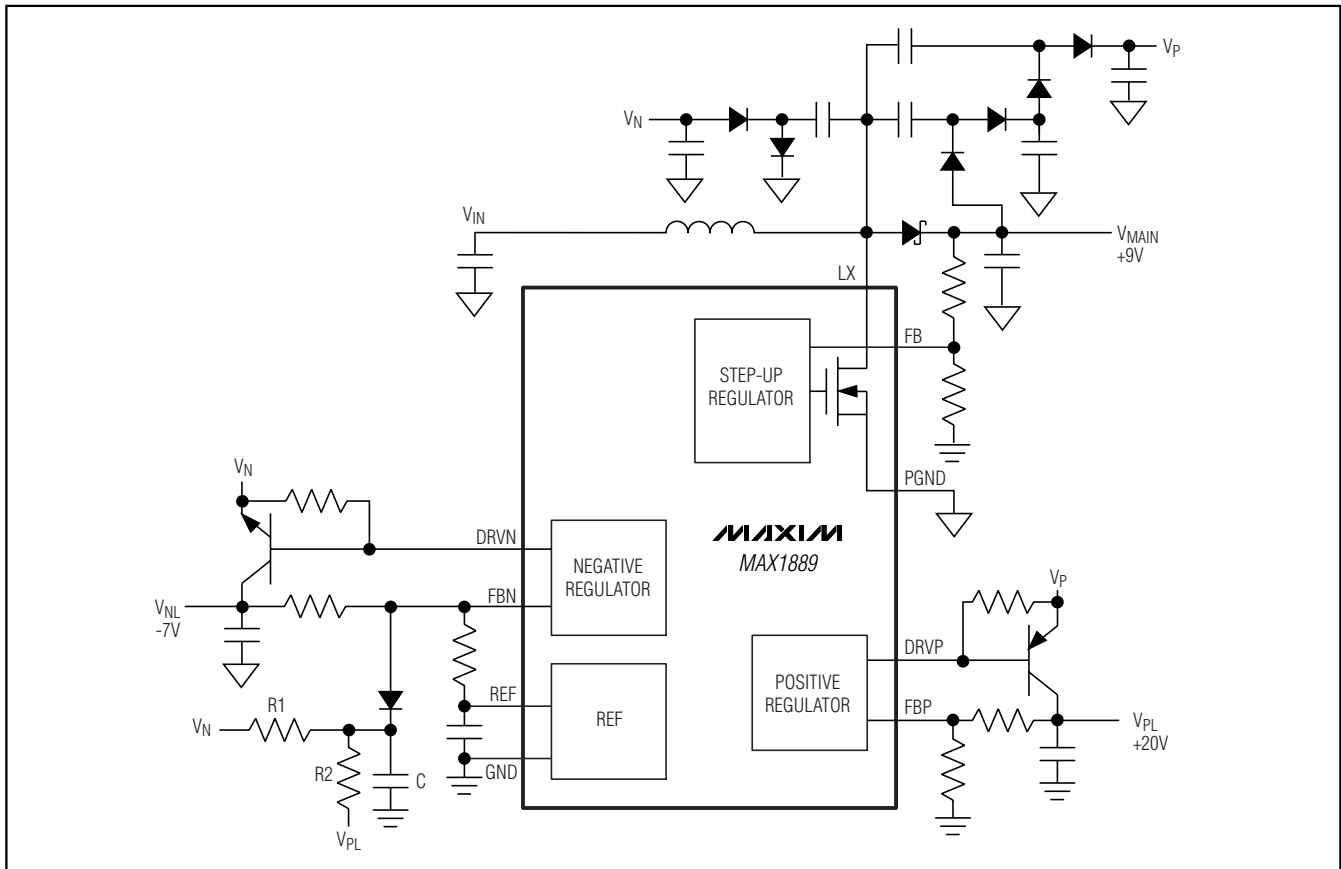 VP
VN
VIN
VMAIN
+9V
LX
FB
STEP-UP
REGULATOR
PGND
VN
MAXIM
MAX1889
DRVN
NEGATIVE
REGULATOR
VP
VNL
-7V
FBN
DRVP
POSITIVE
REGULATOR
REF
REF
FBP
VPL
+20V
VN
R1
R2
C
GND
VPL